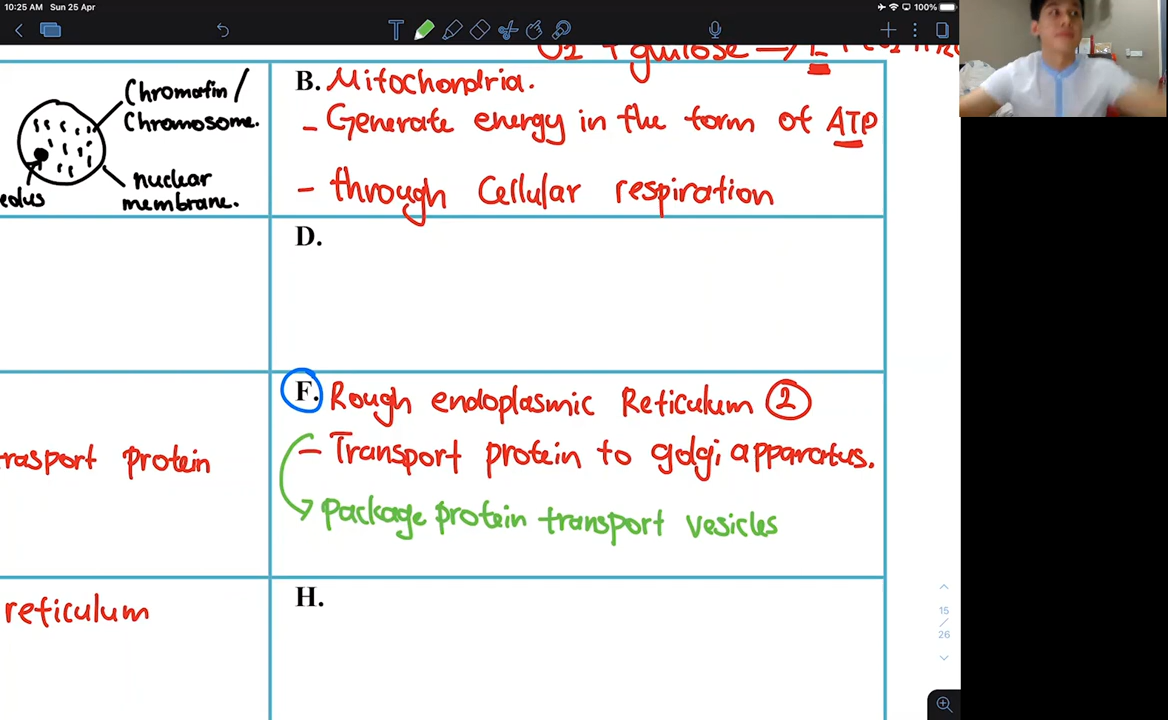 10:25 AM Sun 25 Apr
100%
B. Mitochondria.
- Generate energy in the form of ATP
- through Cellular respiration
Chromatin /
Chromosome.
nuclear
membrane.
D.
F. Rough endoplasmic Reticulum 2
- Transport protein to golgi apparatus.
Package protein transport vesicles
trasport protein
reticulum
H.
15
/
26